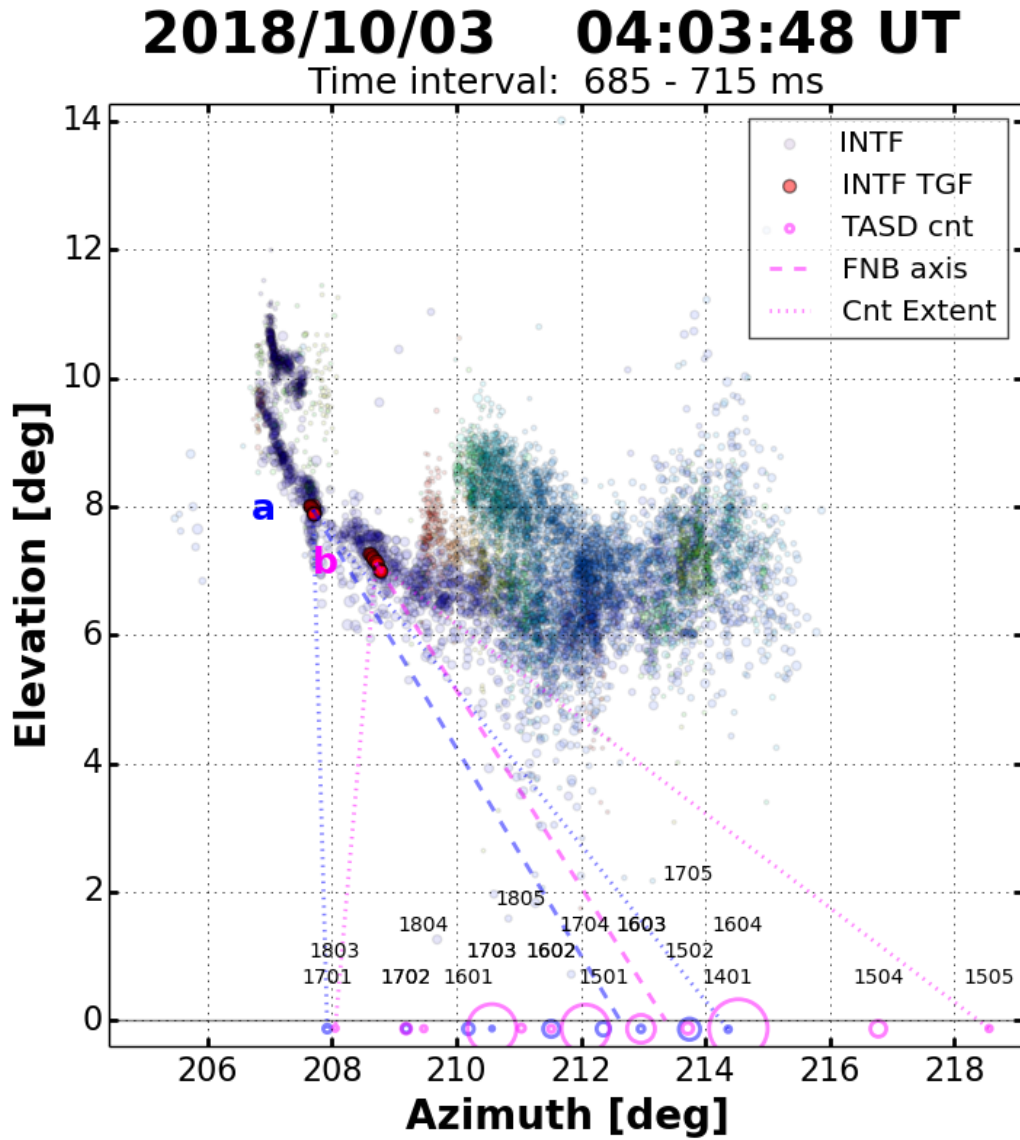 2018/10/03 04:03:48 UT
Time interval: 685 - 715 ms
INTF
INTF TGF
TASD cnt
FNB axis
Cnt Extent
14
12
10
8
6
4
2
0
Elevation [deg]
a
b
1705
1805
1804 1704 1603 1604
1803 1703 1602 1502
1701 1702 1601 1501 1401 1504 1505
206 208 210 212 214 216 218
Azimuth [deg]